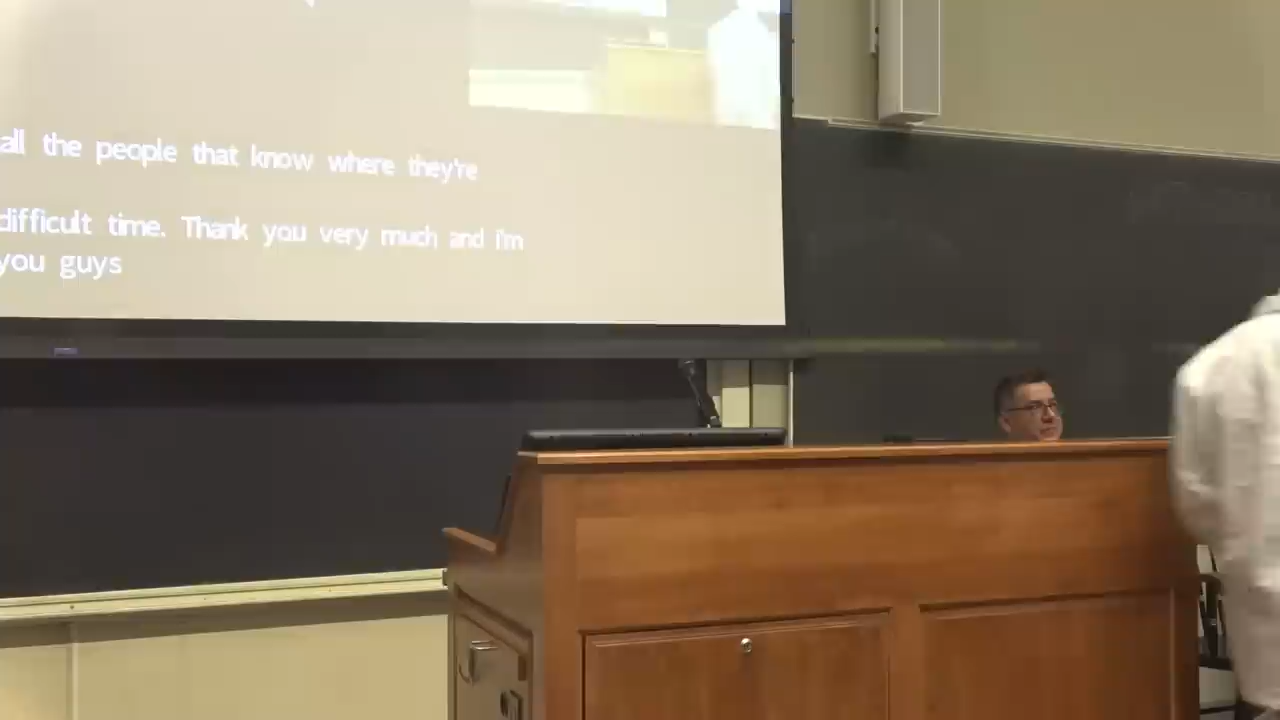 all the people that know where they're
difficult time. Thank you very much and i'm
you guys